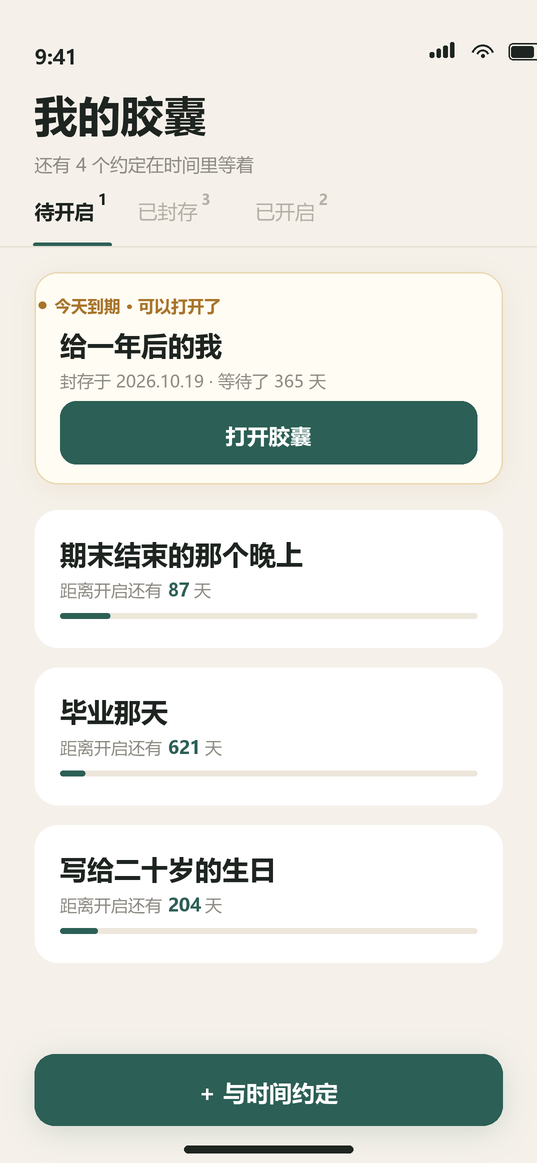 9:41
我的胶囊
还有 4 个约定在时间里等着
待开启 1 已封存 3 已开启 2
今天到期 • 可以打开了
给一年后的我
封存于 2026.10.19 · 等待了 365 天
打开胶囊
期末结束的那个晚上
距离开启还有 87 天
毕业那天
距离开启还有 621 天
写给二十岁的生日
距离开启还有 204 天
+ 与时间约定